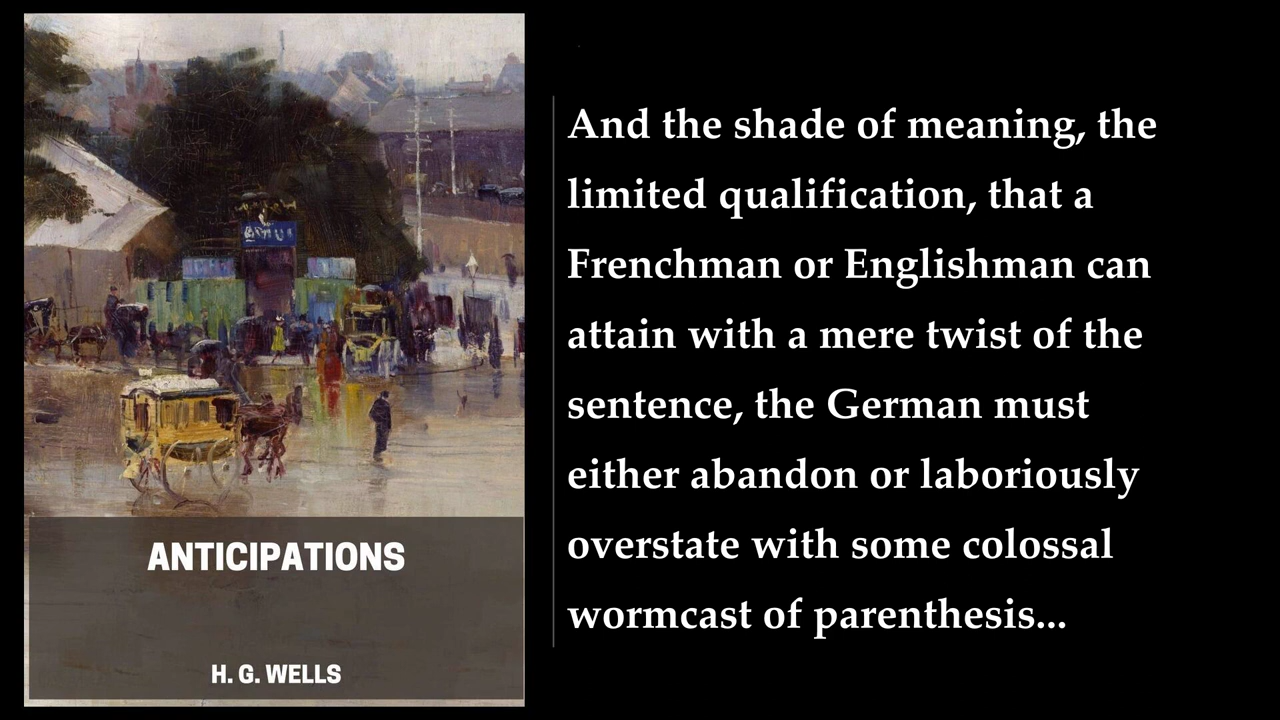 ANTICIPATIONS
H. G. WELLS
And the shade of meaning, the
limited qualification, that a
Frenchman or Englishman can
attain with a mere twist of the
sentence, the German must
either abandon or laboriously
overstate with some colossal
wormcast of parenthesis...